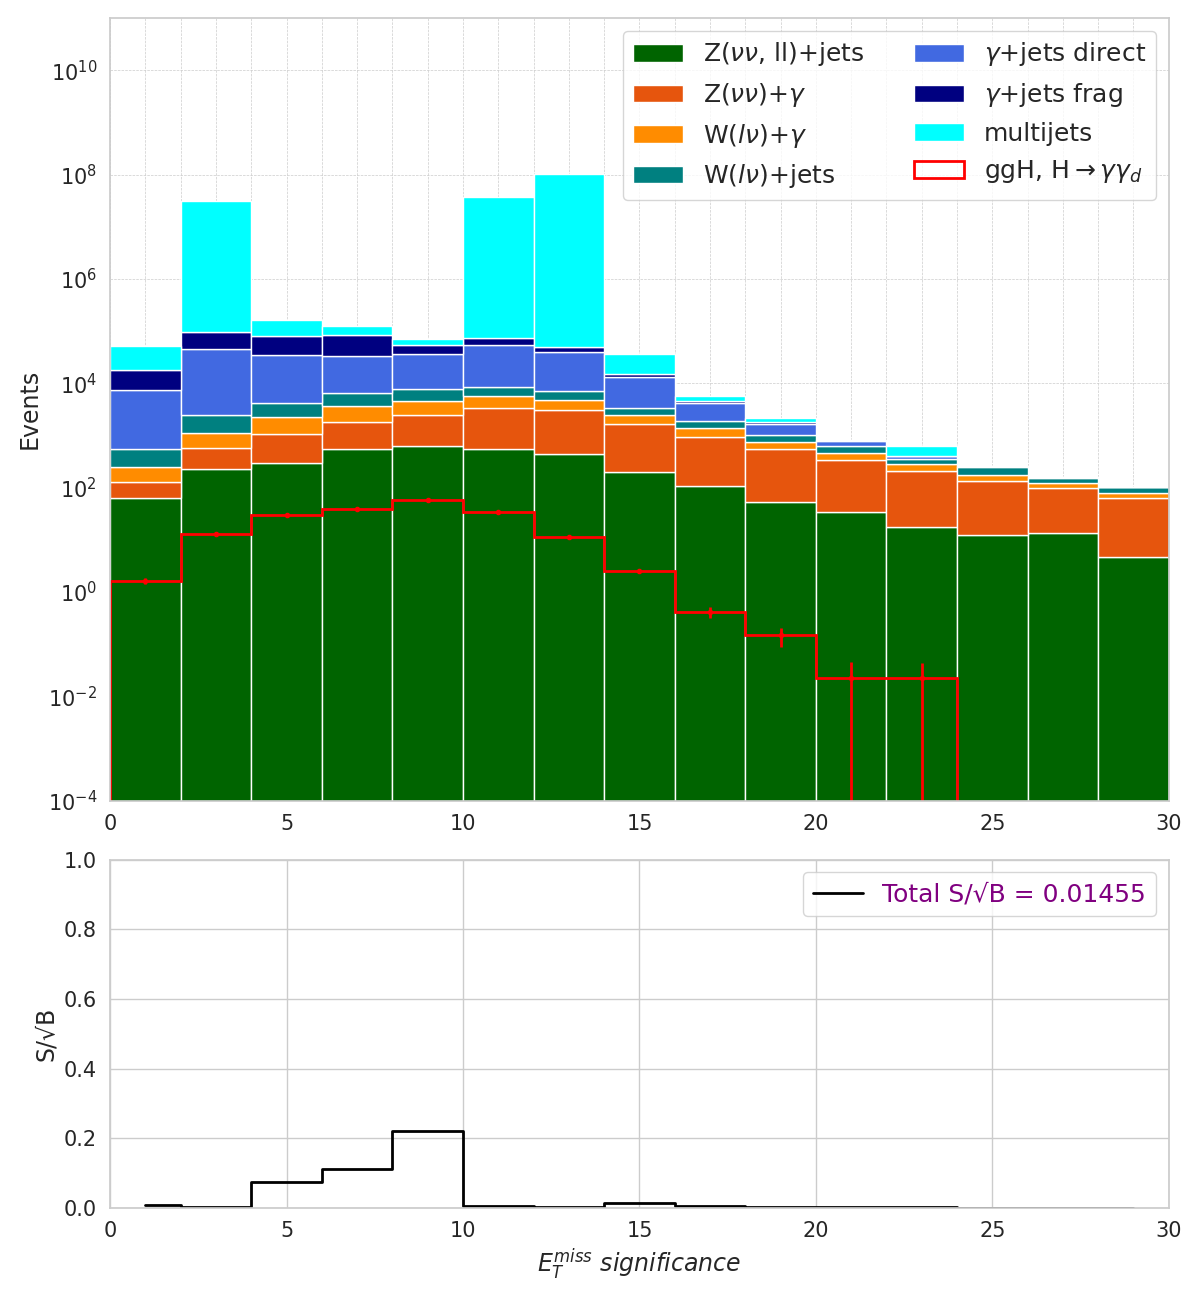 Z(νν, ll)+jets
Z(νν)+γ
W(lν)+γ
W(lν)+jets
γ+jets direct
γ+jets frag
multijets
ggH, H→γγ_d
Events
10^10
10^8
10^6
10^4
10^2
10^0
10^−2
10^−4
0 5 10 15 20 25 30
Total S/√B = 0.01455
S/√B
1.0
0.8
0.6
0.4
0.2
0.0
0 5 10 15 20 25 30
E_T^miss significance